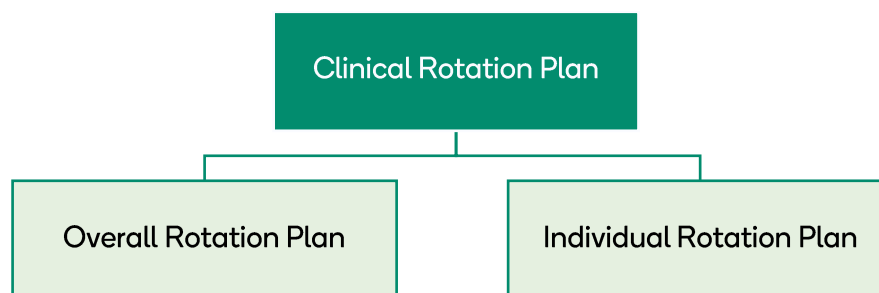 Clinical Rotation Plan
Overall Rotation Plan
Individual Rotation Plan